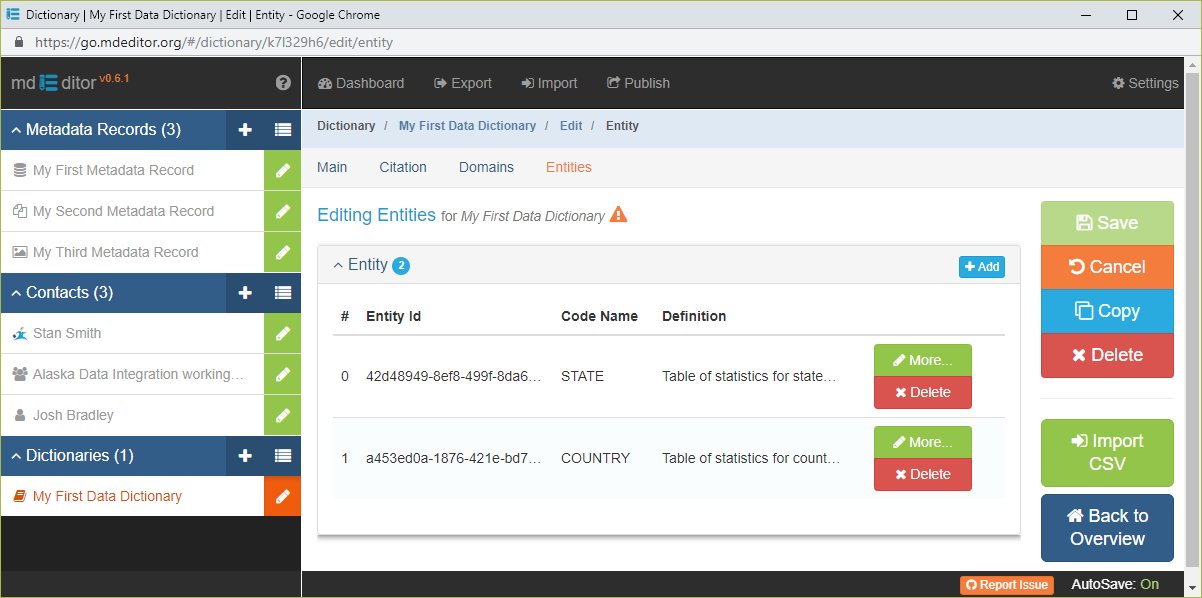 Dictionary | My First Data Dictionary | Edit | Entity - Google Chrome
https://go.mdeditor.org/#/dictionary/k7l329h6/edit/entity
md ditor v0.6.1
Dashboard Export Import Publish Settings
Metadata Records (3)
My First Metadata Record
My Second Metadata Record
My Third Metadata Record
Contacts (3)
Stan Smith
Alaska Data Integration working...
Josh Bradley
Dictionaries (1)
My First Data Dictionary
Dictionary / My First Data Dictionary / Edit / Entity
Main Citation Domains Entities
Editing Entities for My First Data Dictionary
Entity 2
Add
# Entity Id Code Name Definition
0 42d48949-8ef8-499f-8da6... STATE Table of statistics for state...
More...
Delete
1 a453ed0a-1876-421e-bd7... COUNTRY Table of statistics for count...
More...
Delete
Save
Cancel
Copy
Delete
Import
CSV
Back to
Overview
Report Issue AutoSave: On